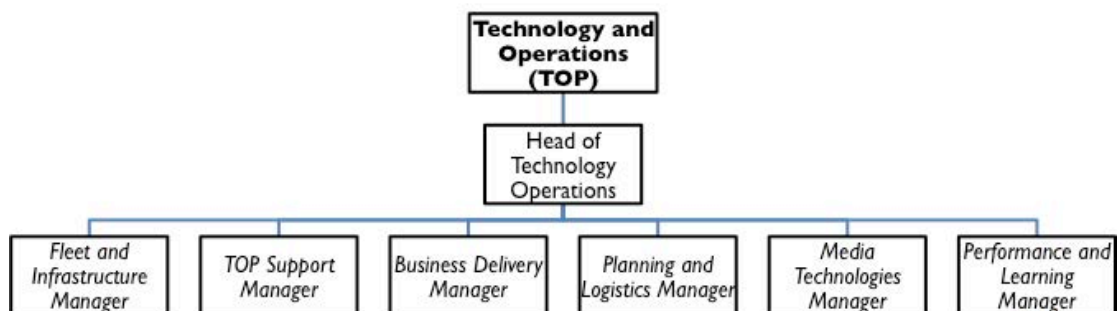 Technology and
Operations
(TOP)
Head of
Technology
Operations
Fleet and
Infrastructure
Manager
TOP Support
Manager
Business Delivery
Manager
Planning and
Logistics Manager
Media
Technologies
Manager
Performance and
Learning
Manager